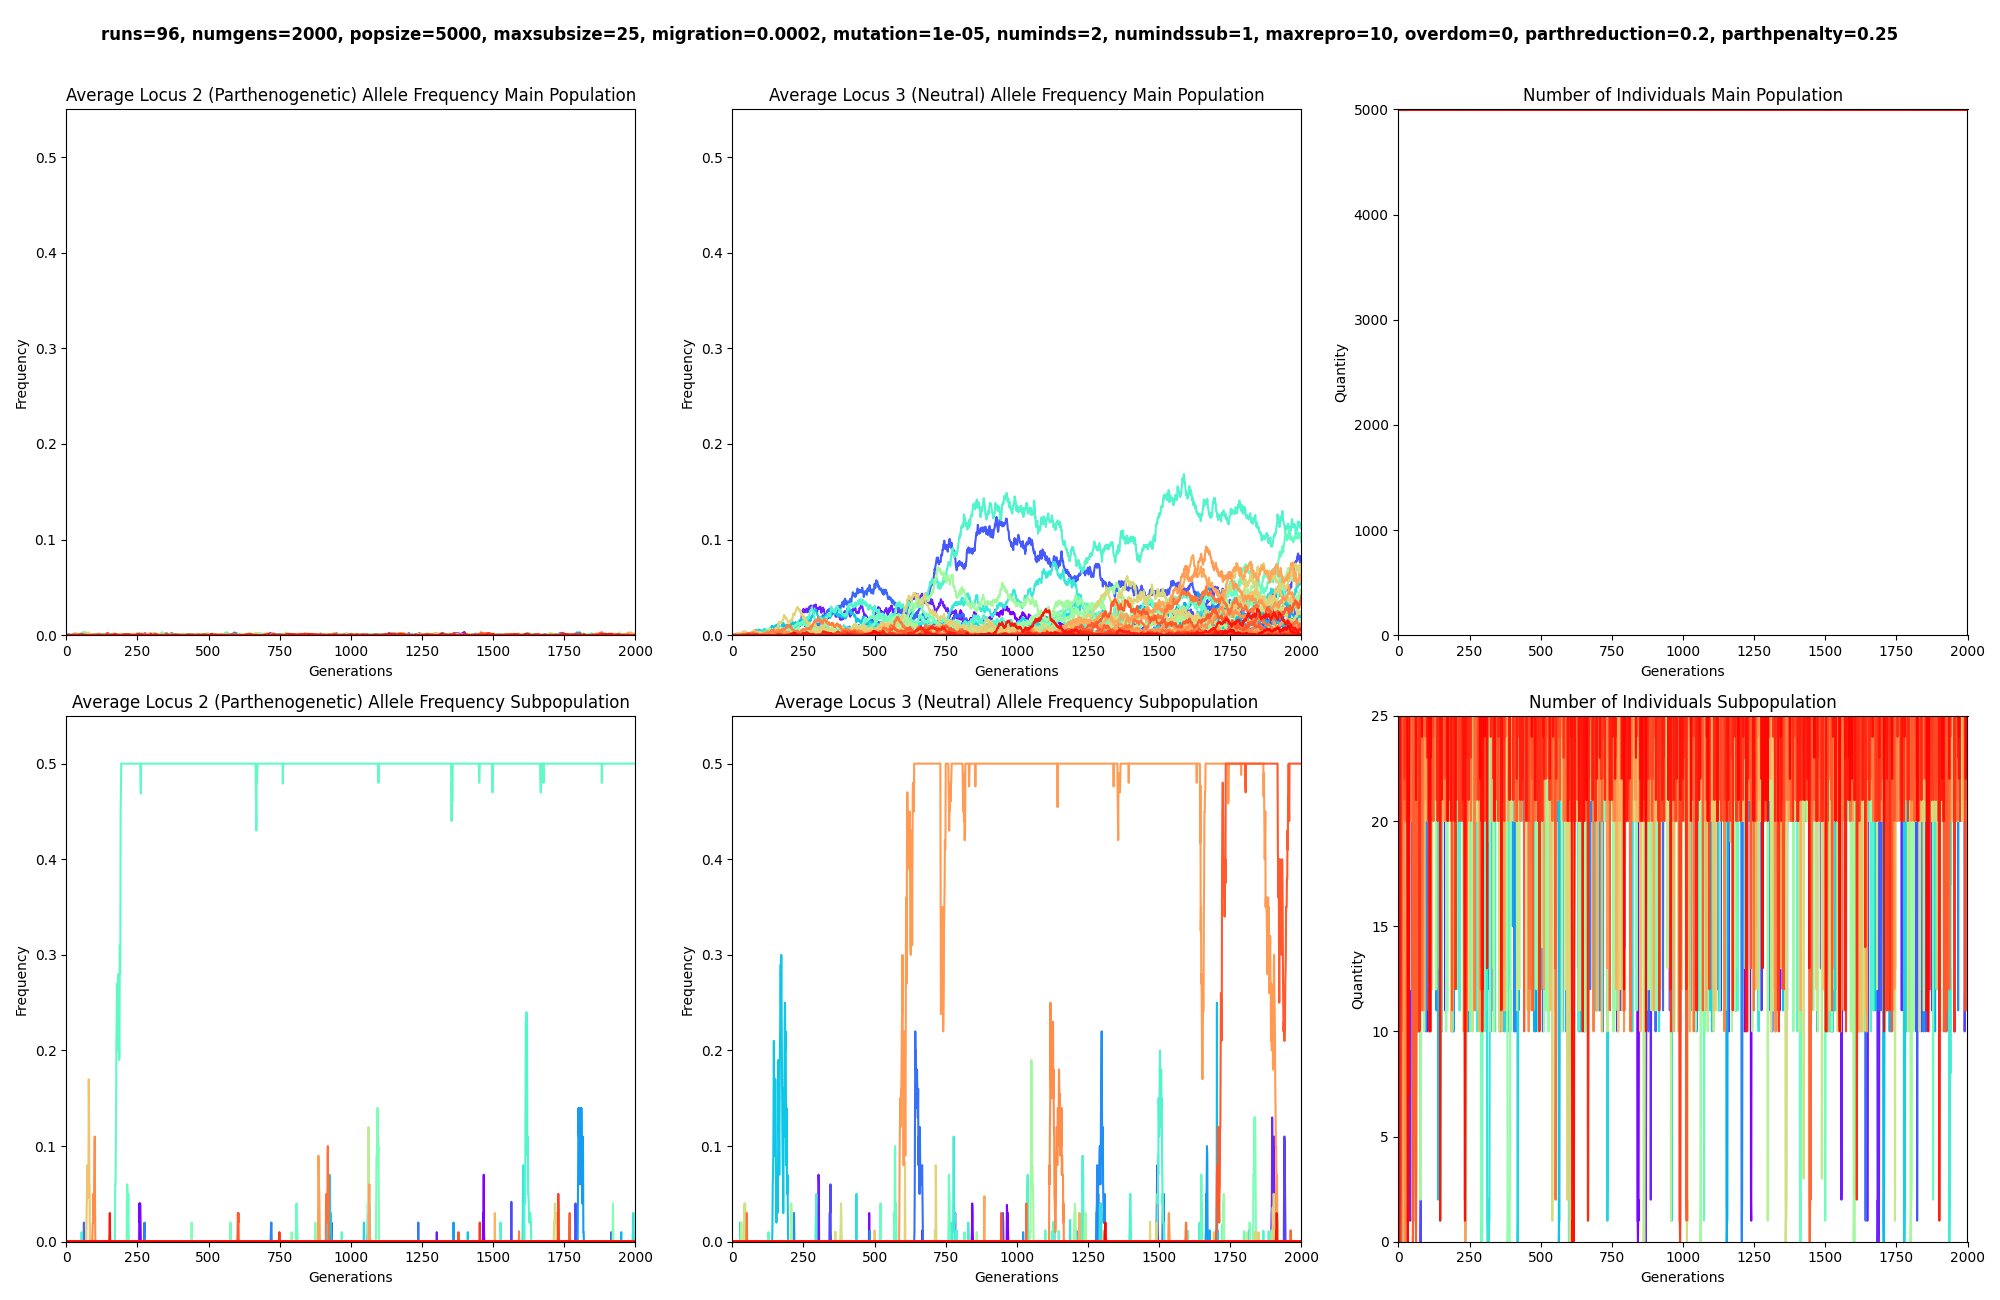 runs=96, numgens=2000, popsize=5000, maxsubsize=25, migration=0.0002, mutation=1e-05, numinds=2, numindssub=1, maxrepro=10, overdom=0, parthreduction=0.2, parthpenalty=0.25
Average Locus 2 (Parthenogenetic) Allele Frequency Main Population
Frequency
0.5
0.4
0.3
0.2
0.1
0.0
0 250 500 750 1000 1250 1500 1750 2000
Generations
Average Locus 3 (Neutral) Allele Frequency Main Population
Frequency
0.5
0.4
0.3
0.2
0.1
0.0
0 250 500 750 1000 1250 1500 1750 2000
Generations
Number of Individuals Main Population
Quantity
5000
4000
3000
2000
1000
0
0 250 500 750 1000 1250 1500 1750 2000
Generations
Average Locus 2 (Parthenogenetic) Allele Frequency Subpopulation
Frequency
0.5
0.4
0.3
0.2
0.1
0.0
0 250 500 750 1000 1250 1500 1750 2000
Generations
Average Locus 3 (Neutral) Allele Frequency Subpopulation
Frequency
0.5
0.4
0.3
0.2
0.1
0.0
0 250 500 750 1000 1250 1500 1750 2000
Generations
Number of Individuals Subpopulation
Quantity
25
20
15
10
5
0
0 250 500 750 1000 1250 1500 1750 2000
Generations